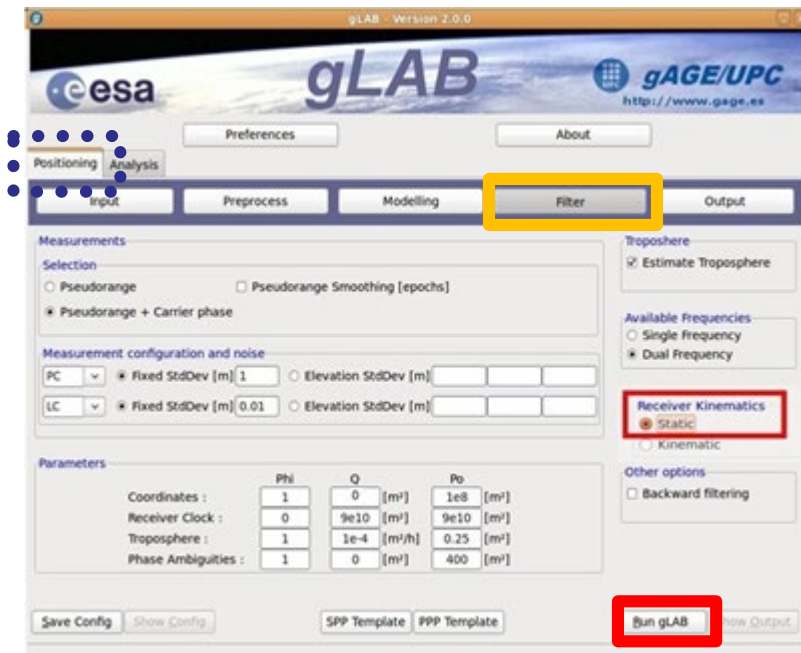 gLAB - Version 2.0.0
esa
gLAB
gAGE/UPC
http://www.gage.es
Preferences
About
Positioning
Analysis
Input
Preprocess
Modelling
Filter
Output
Measurements
Selection
Pseudorange
Pseudorange Smoothing [epochs]
Pseudorange + Carrier phase
Measurement configuration and noise
PC Fixed StdDev [m] 1 Elevation StdDev [m]
LC Fixed StdDev [m] 0.01 Elevation StdDev [m]
Troposhere
Estimate Troposphere
Available Frequencies
Single Frequency
Dual Frequency
Receiver Kinematics
Static
Kinematic
Other options
Backward filtering
Parameters
Phi Q Po
Coordinates : 1 0 [m²] 1e8 [m²]
Receiver Clock : 0 9e10 [m²] 9e10 [m²]
Troposphere : 1 1e-4 [m²/h] 0.25 [m²]
Phase Ambiguities : 1 0 [m²] 400 [m²]
Save Config
Show Config
SPP Template
PPP Template
Run gLAB
Show Output